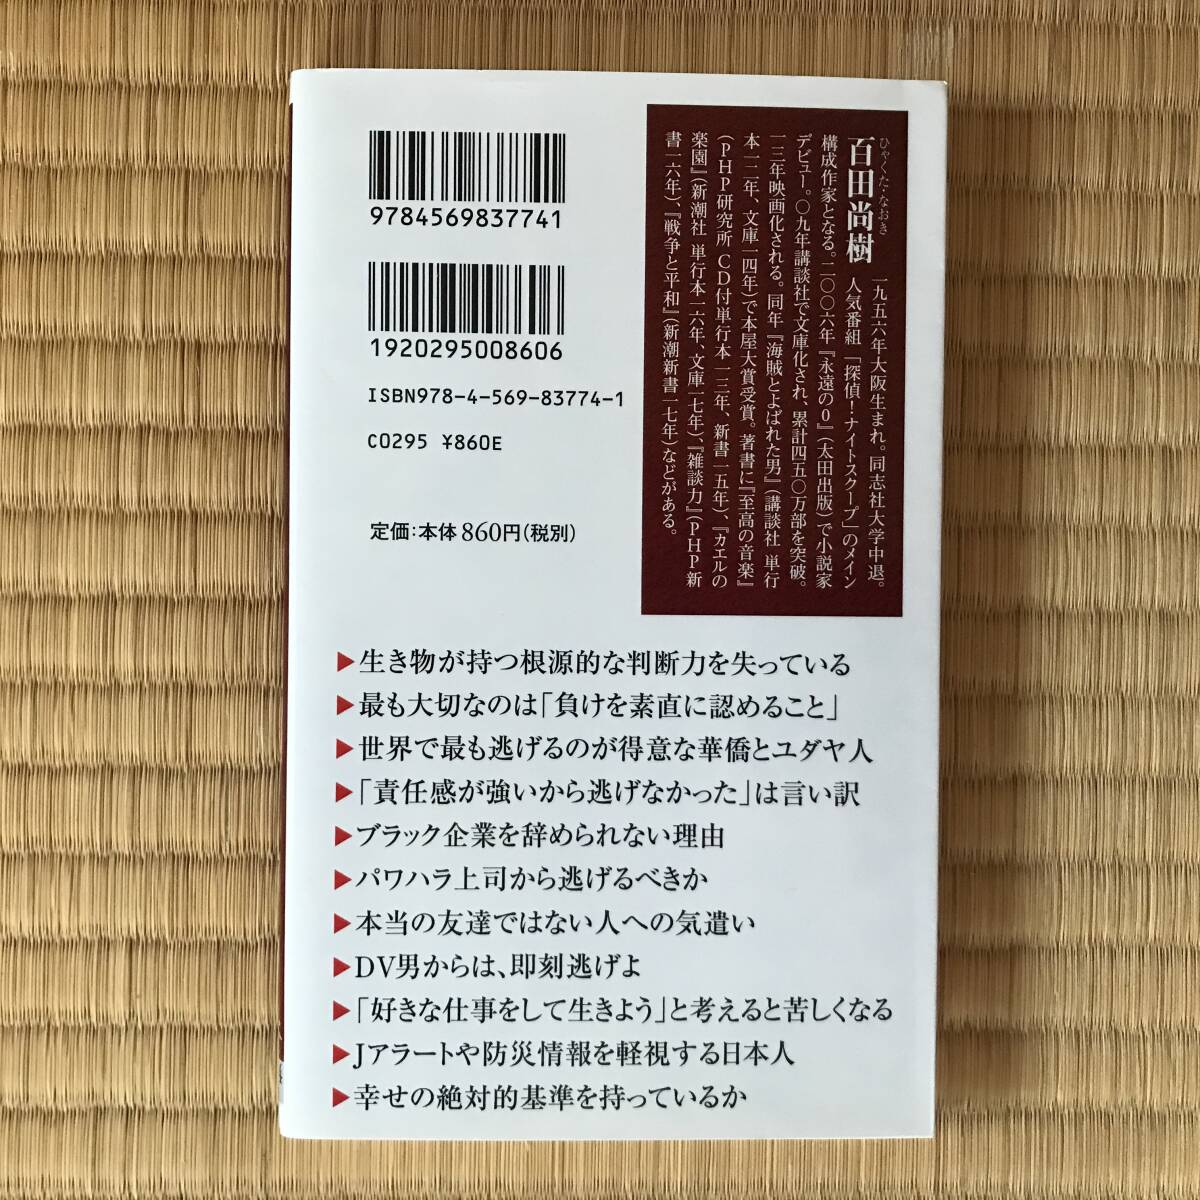 9784569837741
1920295008606
ISBN978-4-569-83774-1
C0295 ¥860E
定価：本体860円（税別）
ひゃくた・なおき
百田尚樹 一九五六年大阪生まれ。同志社大学中退。
人気番組「探偵！ナイトスクープ」のメイン
構成作家となる。二〇〇六年『永遠の０』（太田出版）で小説家
デビュー。〇九年講談社で文庫化され、累計四五〇万部を突破。
一三年映画化される。同年『海賊とよばれた男』（講談社 単行
本一二年、文庫一四年）で本屋大賞受賞。著書に『至高の音楽』
（PHP研究所 CD付単行本一三年、新書一五年）、『カエルの
楽園』（新潮社 単行本一六年、文庫一七年）、『雑談力』（PHP新
書一六年）、『戦争と平和』（新潮新書一七年）などがある。
▶生き物が持つ根源的な判断力を失っている
▶最も大切なのは「負けを素直に認めること」
▶世界で最も逃げるのが得意な華僑とユダヤ人
▶「責任感が強いから逃げなかった」は言い訳
▶ブラック企業を辞められない理由
▶パワハラ上司から逃げるべきか
▶本当の友達ではない人への気遣い
▶DV男からは、即刻逃げよ
▶「好きな仕事をして生きよう」と考えると苦しくなる
▶Jアラートや防災情報を軽視する日本人
▶幸せの絶対的基準を持っているか